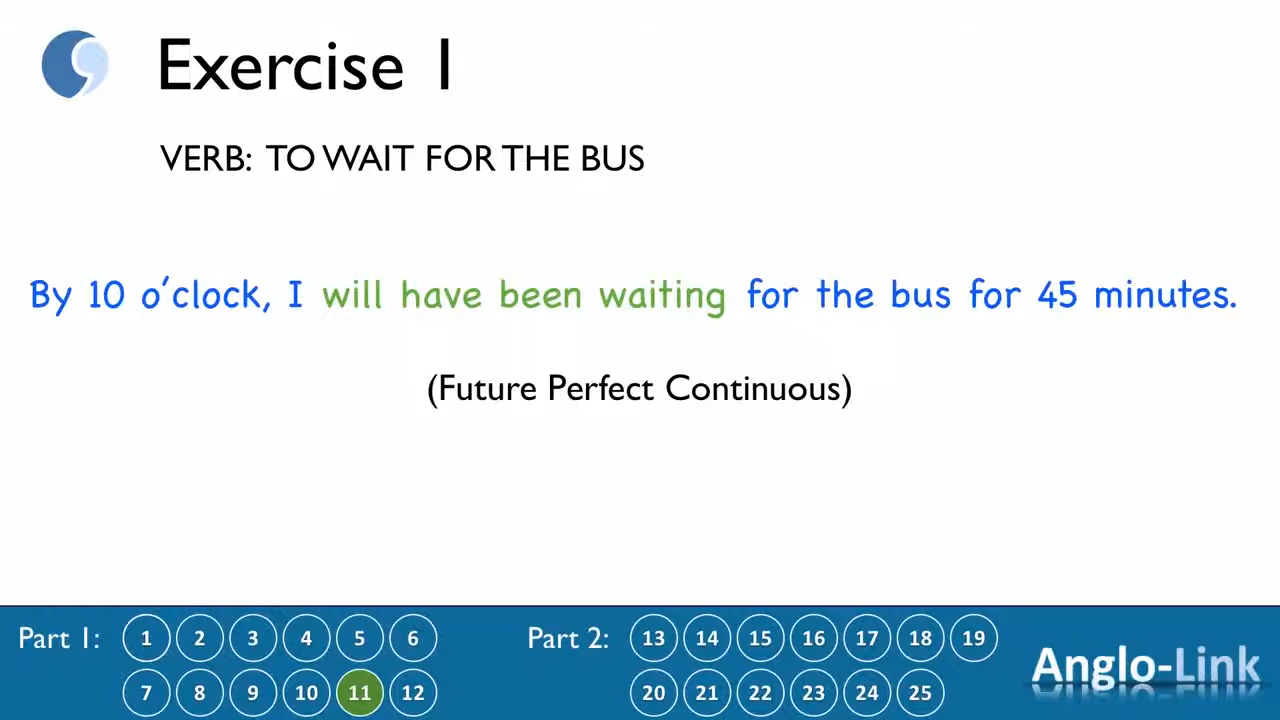 Exercise 1
VERB: TO WAIT FOR THE BUS
By 10 o'clock, I will have been waiting for the bus for 45 minutes.
(Future Perfect Continuous)
Part 1: 1 2 3 4 5 6
7 8 9 10 11 12
Part 2: 13 14 15 16 17 18 19
20 21 22 23 24 25
Anglo-Link